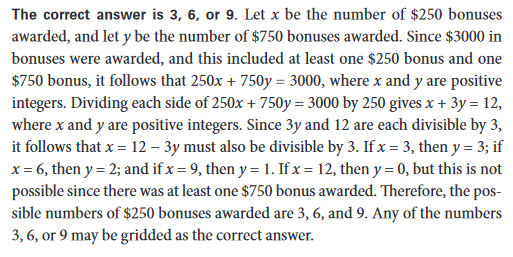 The correct answer is 3, 6, or 9. Let x be the number of $250 bonuses
awarded, and let y be the number of $750 bonuses awarded. Since $3000 in
bonuses were awarded, and this included at least one $250 bonus and one
$750 bonus, it follows that 250x + 750y = 3000, where x and y are positive
integers. Dividing each side of 250x + 750y = 3000 by 250 gives x + 3y = 12,
where x and y are positive integers. Since 3y and 12 are each divisible by 3,
it follows that x = 12 – 3y must also be divisible by 3. If x = 3, then y = 3; if
x = 6, then y = 2; and if x = 9, then y = 1. If x = 12, then y = 0, but this is not
possible since there was at least one $750 bonus awarded. Therefore, the pos-
sible numbers of $250 bonuses awarded are 3, 6, and 9. Any of the numbers
3, 6, or 9 may be gridded as the correct answer.